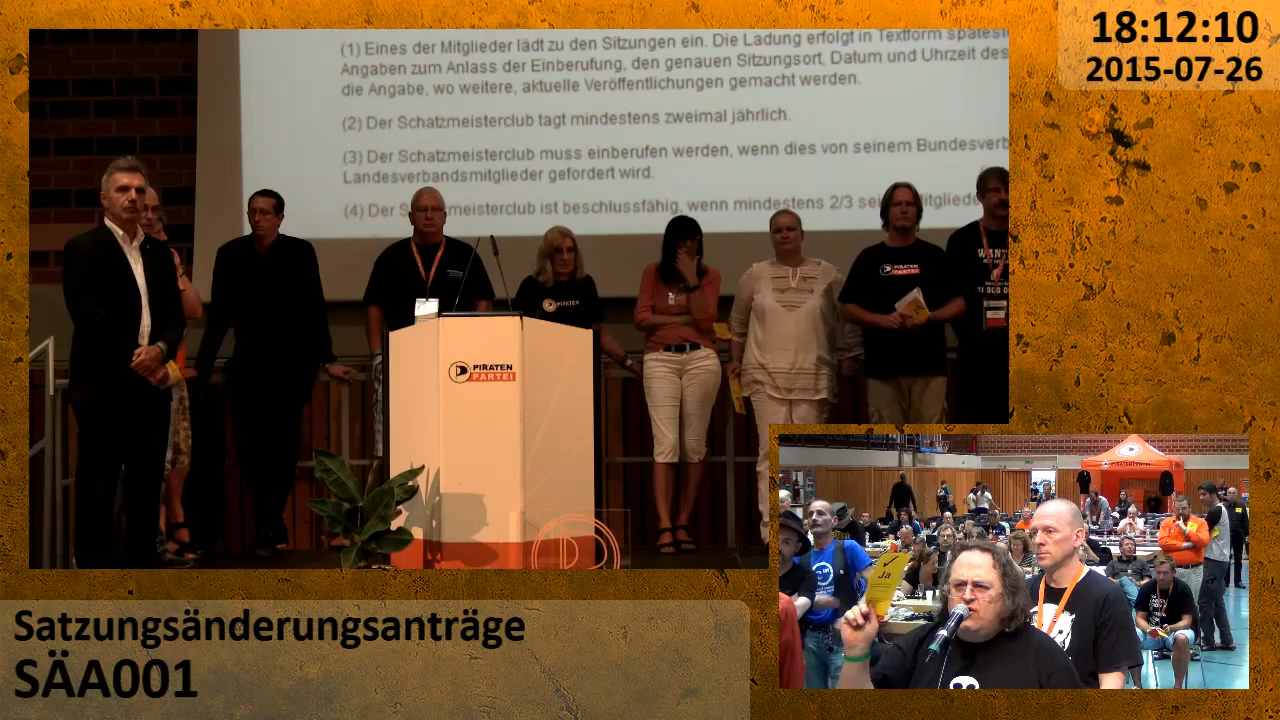 18:12:10
2015-07-26
(1) Eines der Mitglieder lädt zu den Sitzungen ein. Die Ladung erfolgt in Textform
Angaben zum Anlass der Einberufung, den genauen Sitzungsort, Datum und Uhrzeit des
die Angabe, wo weitere, aktuelle Veröffentlichungen gemacht werden.
(2) Der Schatzmeisterclub tagt mindestens zweimal jährlich.
(3) Der Schatzmeisterclub muss einberufen werden, wenn dies von seinem
Landesverbandsmitglieder gefordert wird.
(4) Der Schatzmeisterclub ist beschlussfähig, wenn mindestens 2/3
PIRATEN
PIRATEN
PARTEI
PIRATEN
PARTEI
Ja
Satzungsänderungsanträge
SÄA001